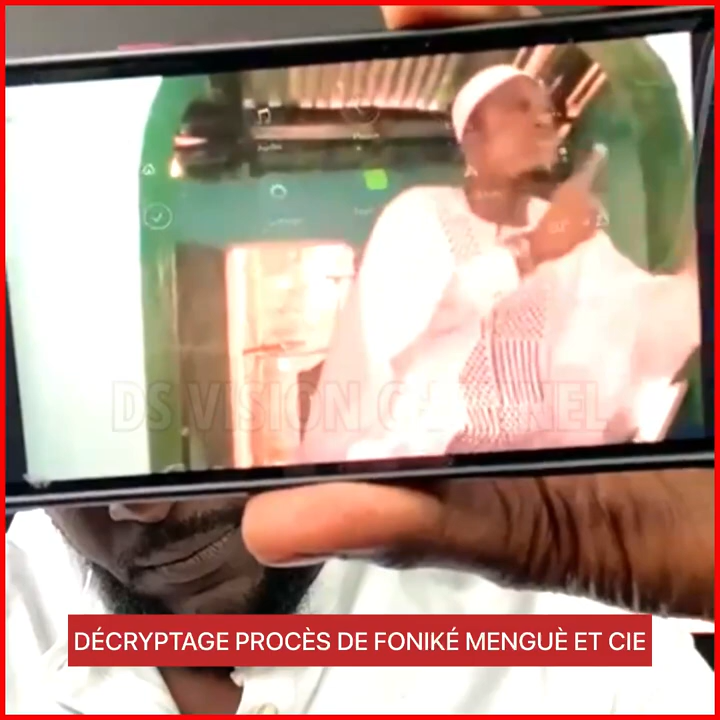 DS VISION CHANNEL
DÉCRYPTAGE PROCÈS DE FONIKÉ MENGUÈ ET CIE